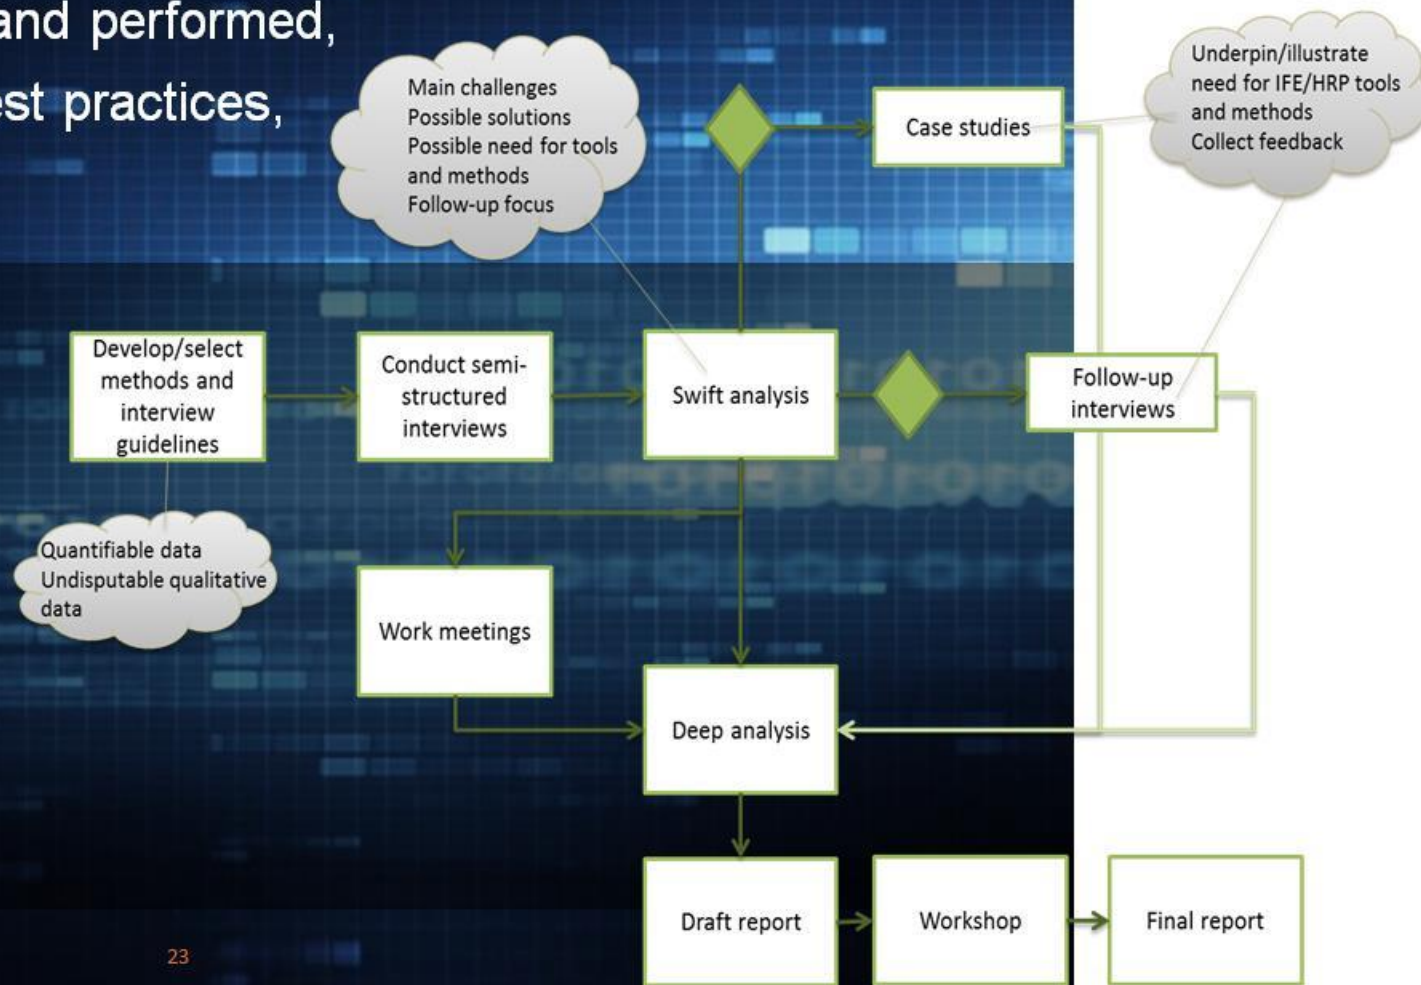 and performed,
est practices,
Main challenges
Possible solutions
Possible need for tools
and methods
Follow-up focus
Case studies
Underpin/illustrate
need for IFE/HRP tools
and methods
Collect feedback
Develop/select
methods and
interview
guidelines
Conduct semi-
structured
interviews
Swift analysis
Follow-up
interviews
Quantifiable data
Undisputable qualitative
data
Work meetings
Deep analysis
Draft report
Workshop
Final report
23